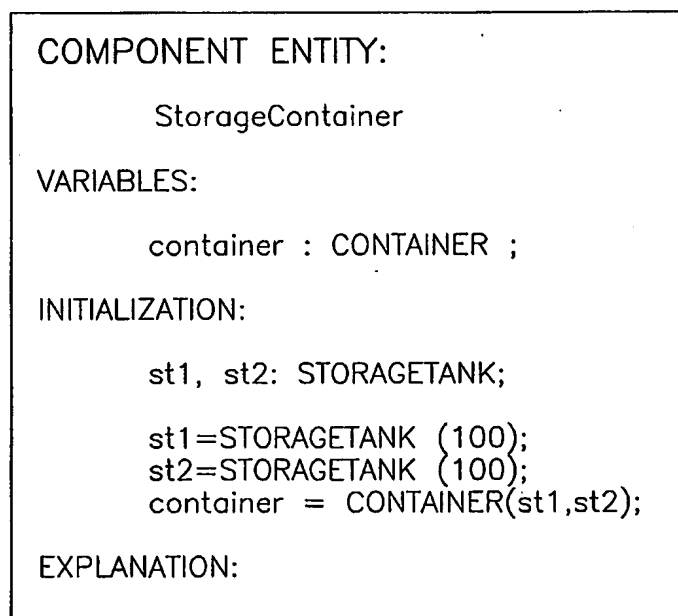 COMPONENT ENTITY:
StorageContainer
VARIABLES:
container : CONTAINER ;
INITIALIZATION:
st1, st2: STORAGETANK;
st1=STORAGETANK (100);
st2=STORAGETANK (100);
container = CONTAINER(st1,st2);
EXPLANATION: